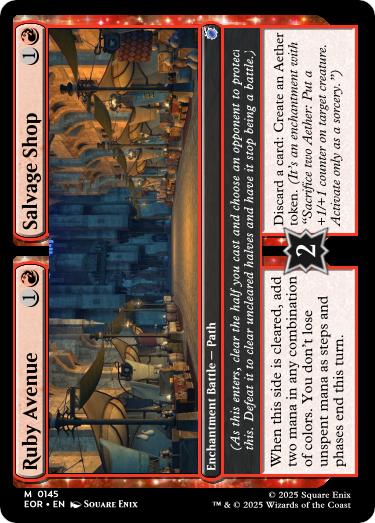 Ruby Avenue 1
Salvage Shop 1
Enchantment Battle — Path
(As this enters, clear the half you cast and choose an opponent to protect
this. Defeat it to clear uncleared halves and have it stop being a battle.)
When this side is cleared, add
two mana in any combination
of colors. You don't lose
unspent mana as steps and
phases end this turn.
2
Discard a card: Create an Aether
token. (It's an enchantment with
"Sacrifice two Aether: Put a
+1/+1 counter on target creature.
Activate only as a sorcery.")
M 0145
EOR • EN SQUARE ENIX
© 2025 Square Enix
™ & © 2025 Wizards of the Coast